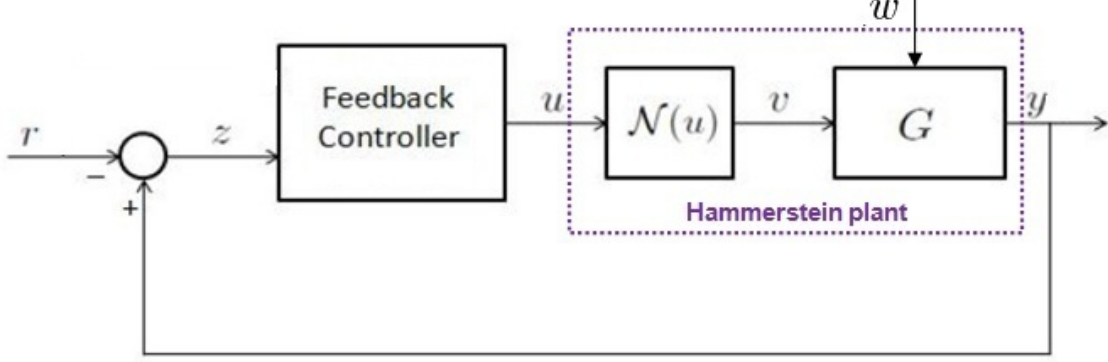 w
r
−
+
z
Feedback
Controller
u
𝒩(u)
v
G
y
Hammerstein plant